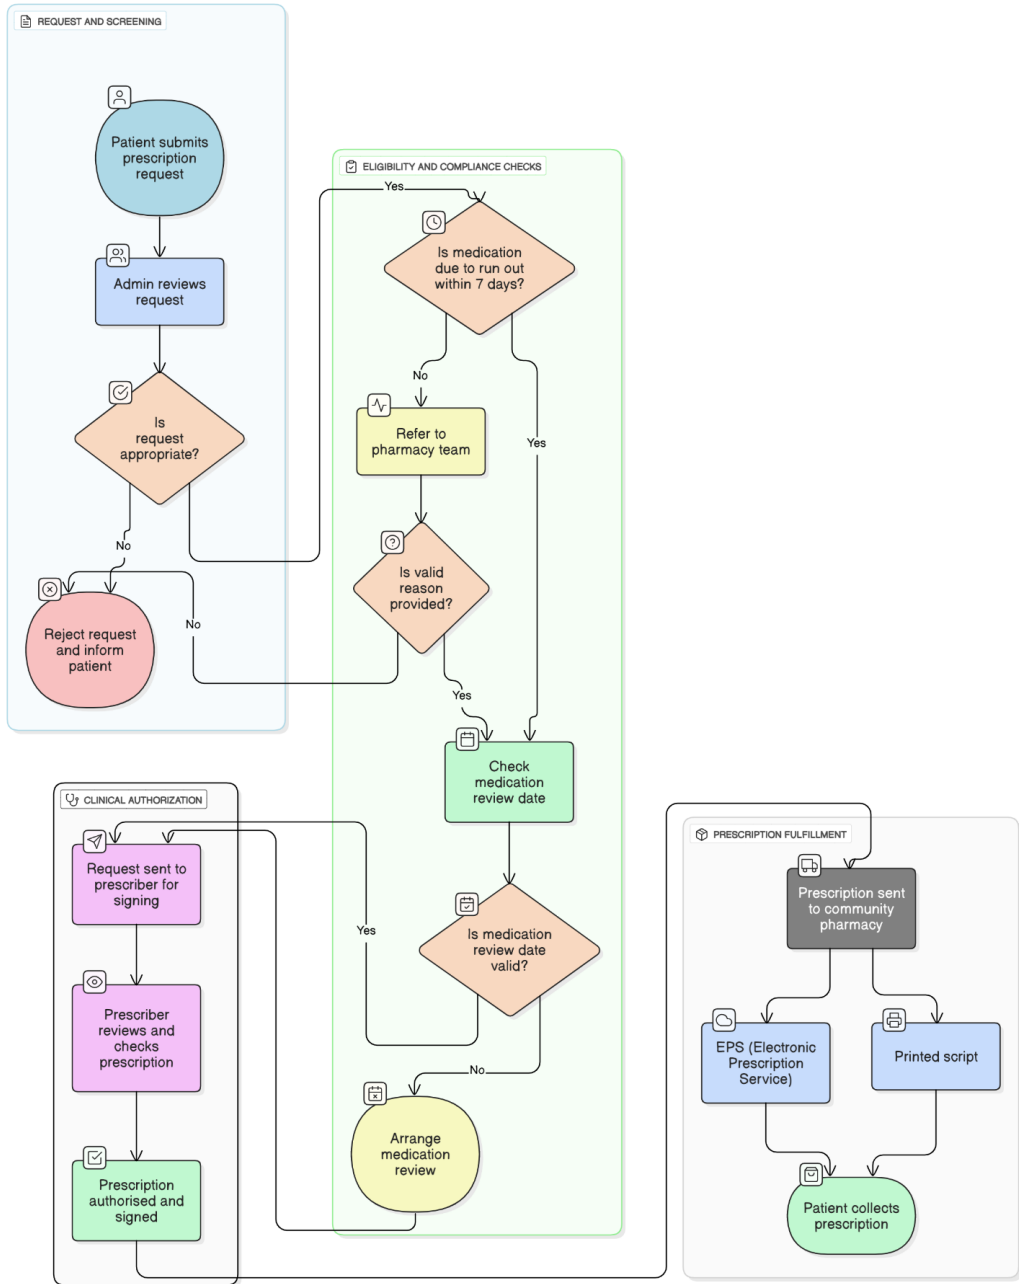 REQUEST AND SCREENING
Patient submits
prescription
request
Admin reviews
request
Is
request
appropriate?
No
Reject request
and inform
patient
No
Yes
ELIGIBILITY AND COMPLIANCE CHECKS
Is medication
due to run out
within 7 days?
No
Yes
Refer to
pharmacy team
Is valid
reason
provided?
Yes
Check
medication
review date
Is medication
review date
valid?
Yes
No
Arrange
medication
review
CLINICAL AUTHORIZATION
Request sent to
prescriber for
signing
Prescriber
reviews and
checks
prescription
Prescription
authorised and
signed
PRESCRIPTION FULFILLMENT
Prescription sent
to community
pharmacy
EPS (Electronic
Prescription
Service)
Printed script
Patient collects
prescription